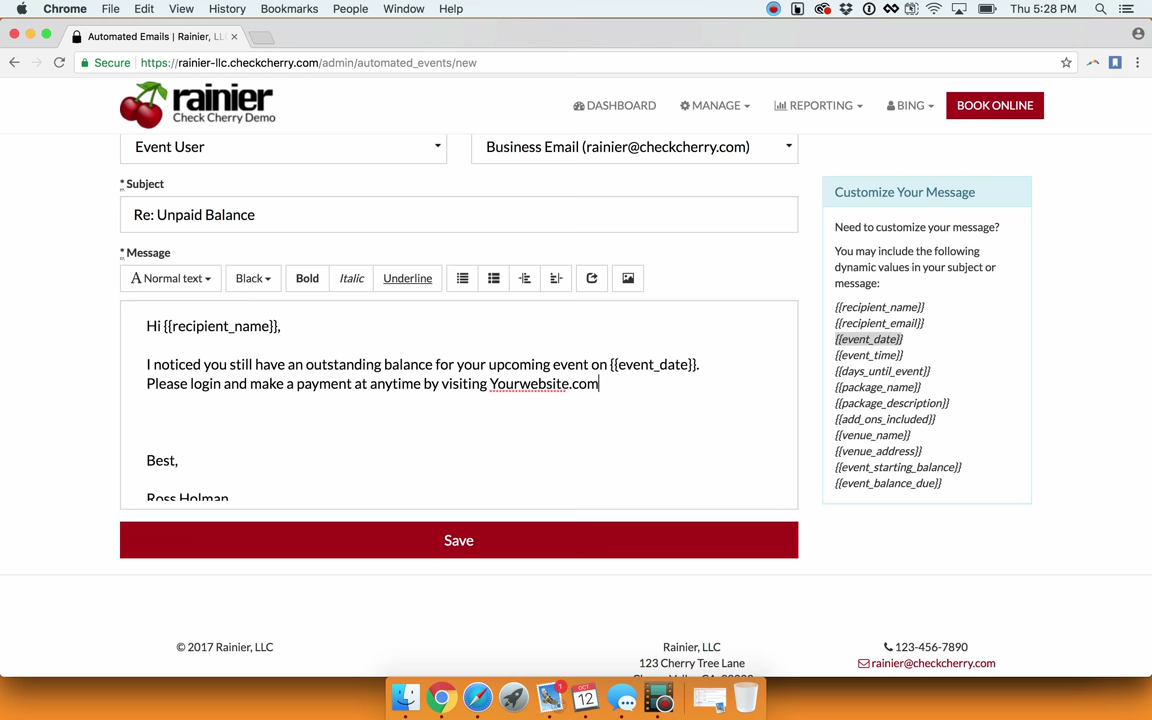 Chrome File Edit View History Bookmarks People Window Help Thu 5:28 PM
Automated Emails | Rainier, LL
Secure https://rainier-llc.checkcherry.com/admin/automated_events/new
rainier
Check Cherry Demo
DASHBOARD MANAGE REPORTING BING BOOK ONLINE
Event User Business Email (rainier@checkcherry.com)
* Subject
Re: Unpaid Balance
* Message
A Normal text Black Bold Italic Underline
Hi {{recipient_name}},
I noticed you still have an outstanding balance for your upcoming event on {{event_date}}.
Please login and make a payment at anytime by visiting Yourwebsite.com
Best,
Ross Holman
Save
Customize Your Message
Need to customize your message?
You may include the following
dynamic values in your subject or
message:
{{recipient_name}}
{{recipient_email}}
{{event_date}}
{{event_time}}
{{days_until_event}}
{{package_name}}
{{package_description}}
{{add_ons_included}}
{{venue_name}}
{{venue_address}}
{{event_starting_balance}}
{{event_balance_due}}
© 2017 Rainier, LLC
Rainier, LLC
123 Cherry Tree Lane
123-456-7890
rainier@checkcherry.com
1
OCT
12